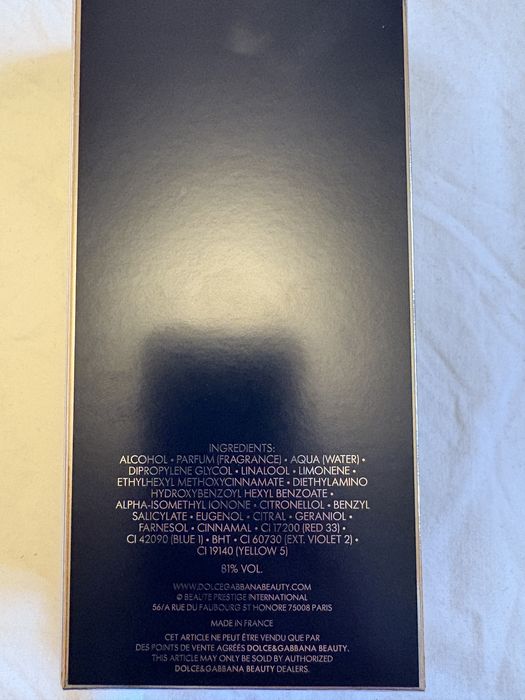 INGREDIENTS:
ALCOHOL • PARFUM (FRAGRANCE) • AQUA (WATER) •
DIPROPYLENE GLYCOL • LINALOOL • LIMONENE •
ETHYLHEXYL METHOXYCINNAMATE • DIETHYLAMINO
HYDROXYBENZOYL HEXYL BENZOATE •
ALPHA-ISOMETHYL IONONE • CITRONELLOL • BENZYL
SALICYLATE • EUGENOL • CITRAL • GERANIOL •
FARNESOL • CINNAMAL • CI 17200 (RED 33) •
CI 42090 (BLUE 1) • BHT • CI 60730 (EXT. VIOLET 2) •
CI 19140 (YELLOW 5)
81% VOL.
WWW.DOLCEGABBANABEAUTY.COM
© BEAUTE PRESTIGE INTERNATIONAL
56/A RUE DU FAUBOURG ST HONORE 75008 PARIS
MADE IN FRANCE
CET ARTICLE NE PEUT ÊTRE VENDU QUE PAR
DES POINTS DE VENTE AGRÉÉS DOLCE&GABBANA BEAUTY.
THIS ARTICLE MAY ONLY BE SOLD BY AUTHORIZED
DOLCE&GABBANA BEAUTY DEALERS.